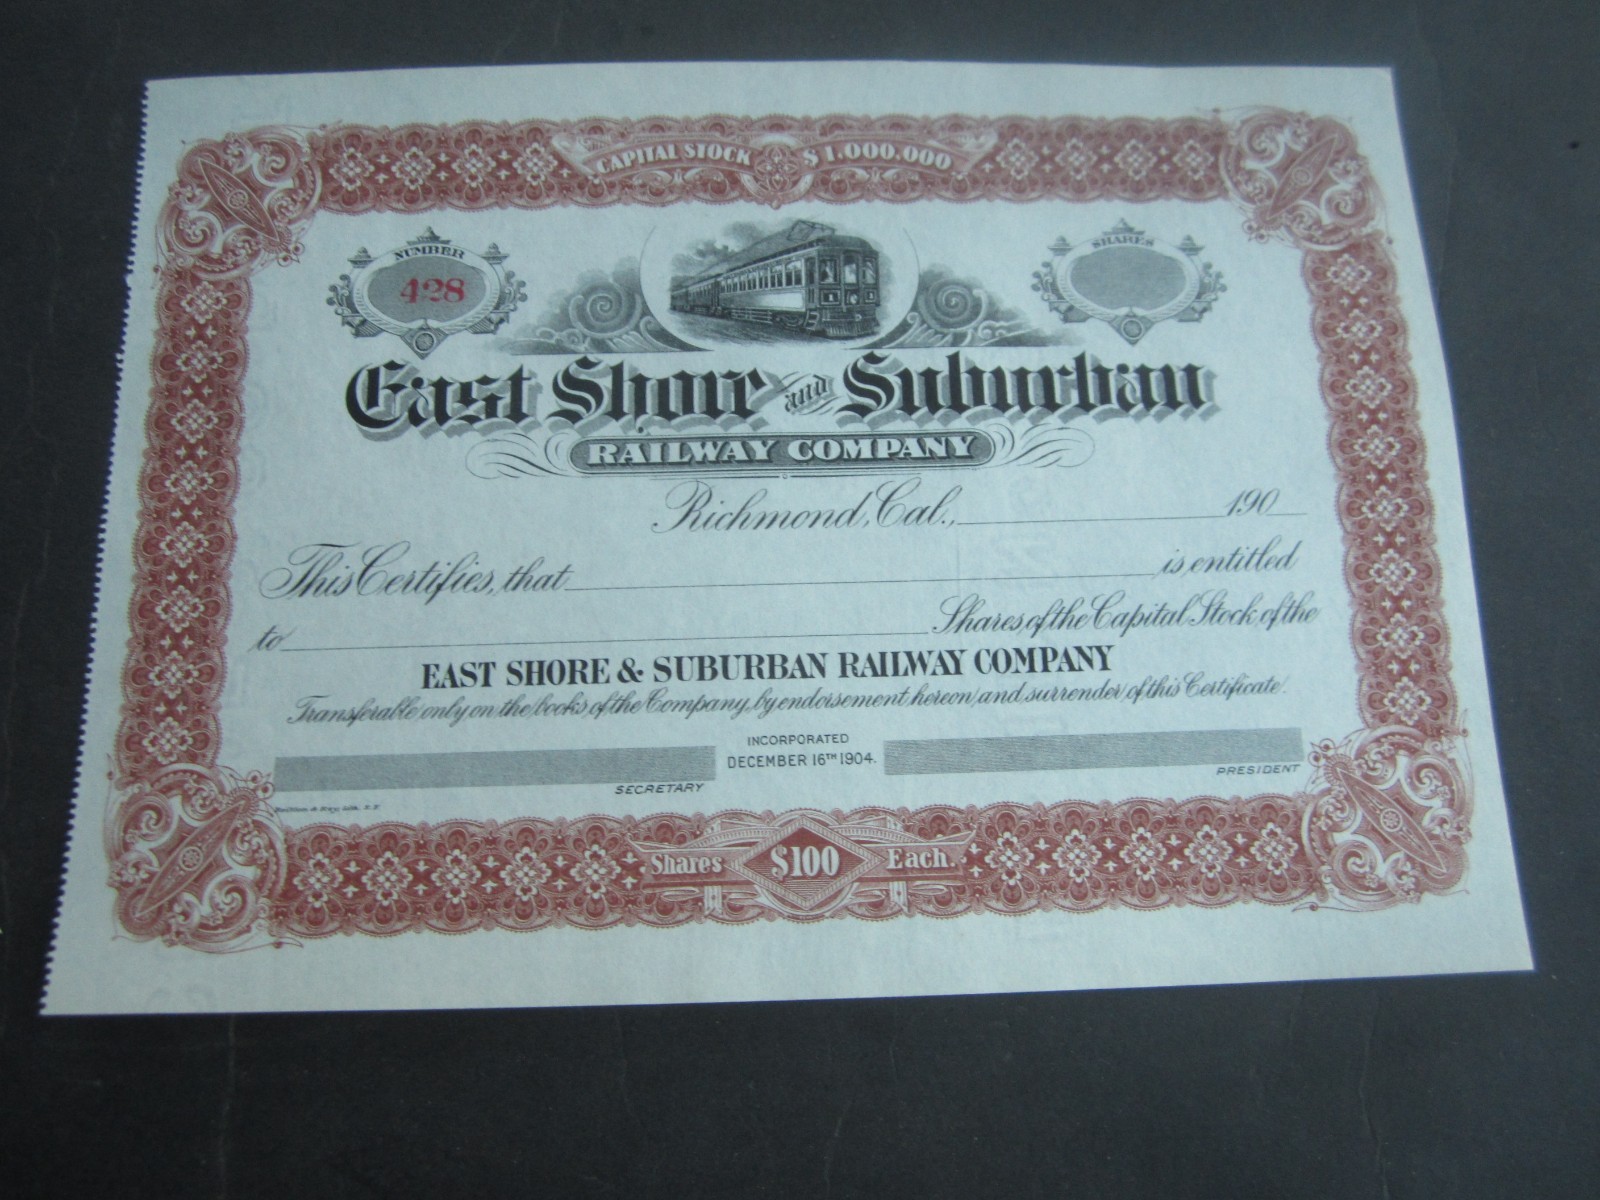 CAPITAL STOCK $1,000,000
NUMBER
428
SHARES
East Shore and Suburban
RAILWAY COMPANY
Richmond, Cal., 190
This Certifies, that is entitled
to Shares of the Capital Stock of the
EAST SHORE & SUBURBAN RAILWAY COMPANY
Transferable only on the books of the Company, by endorsement hereon and surrender of this Certificate.
INCORPORATED
DECEMBER 16TH 1904.
SECRETARY
PRESIDENT
Shares $100 Each.